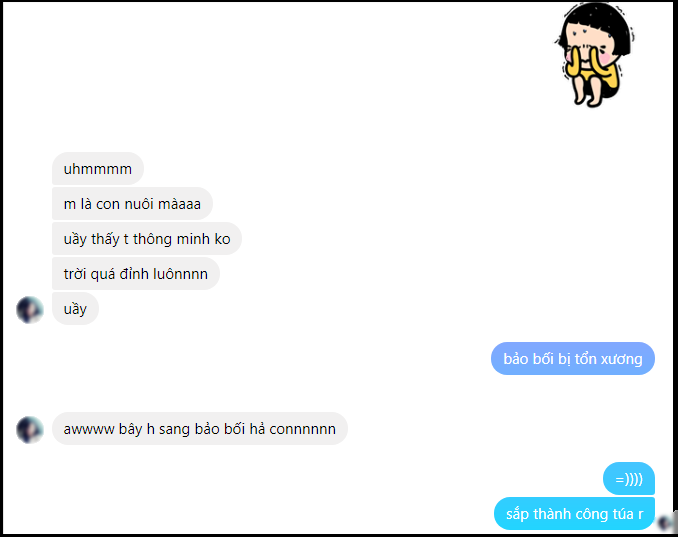 uhmmmm
m là con nuôi màaaa
uầy thấy t thông minh ko
trời quá đỉnh luônnnn
uầy
bảo bối bị tổn xương
awwww bây h sang bảo bối hả connnnnn
=))))
sắp thành công túa r